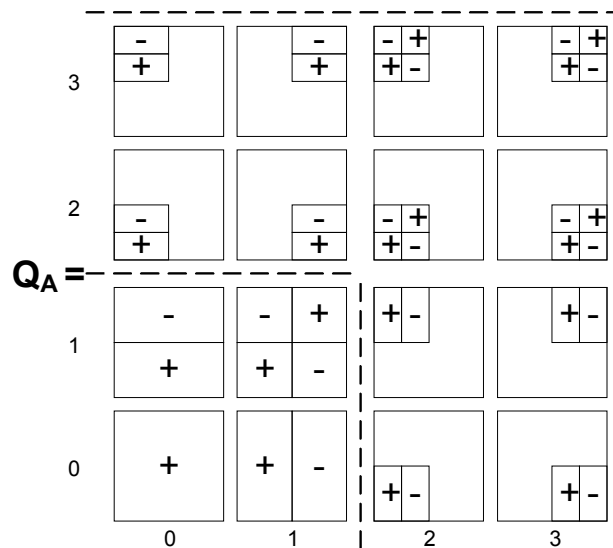 - - - + - +
3 + + + - + -
2 - - - + - +
+ + + - + -
Q_A =
- - + + - + -
1 + + -
0 + + - + - + -
0 1 2 3